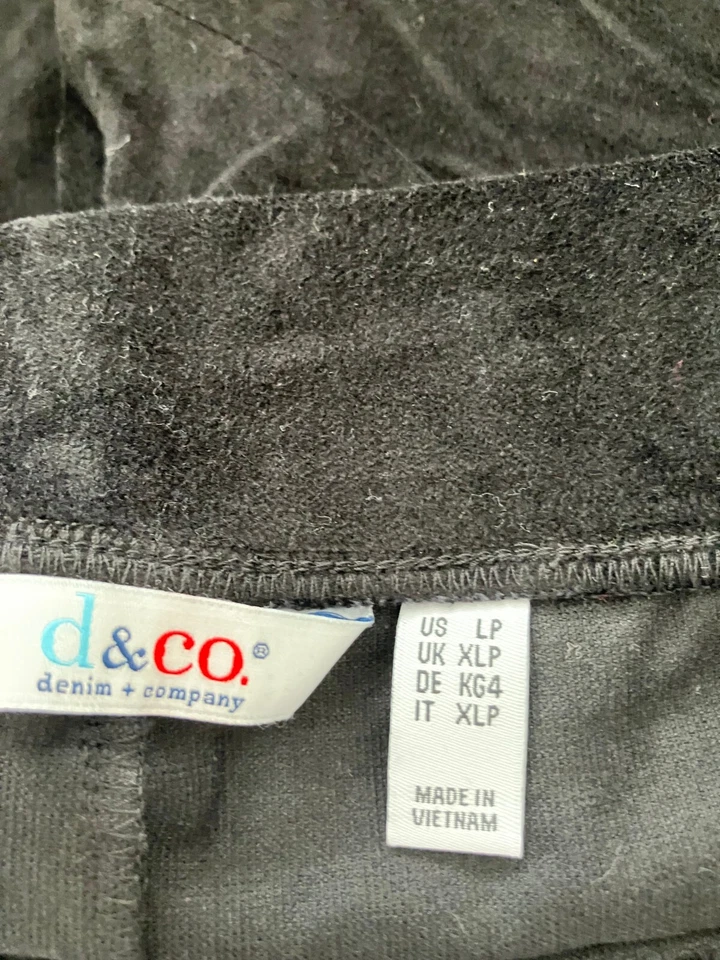 d&co.®
denim + company
US LP
UK XLP
DE KG4
IT XLP
MADE IN
VIETNAM